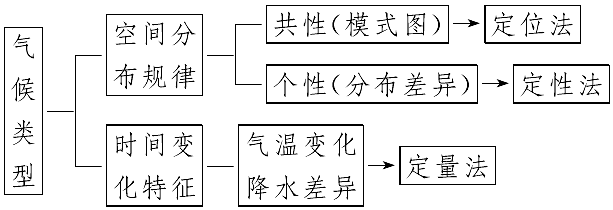 气候类型
空间分布规律
共性(模式图)
定位法
个性(分布差异)
定性法
时间变化特征
气温变化
降水差异
定量法